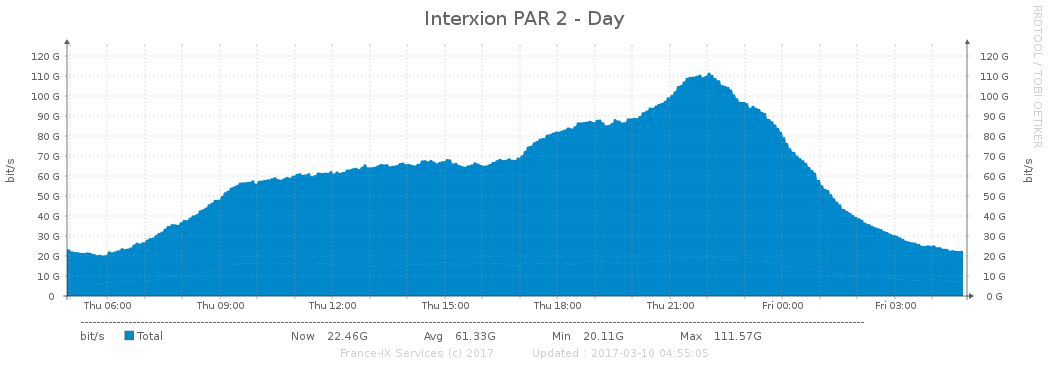 Interxion PAR 2 - Day
RRDTOOL / TOBI OETIKER
120 G 120 G
110 G 110 G
100 G 100 G
90 G 90 G
80 G 80 G
70 G 70 G
60 G 60 G
50 G 50 G
40 G 40 G
30 G 30 G
20 G 20 G
10 G 10 G
0 0 G
bit/s bit/s
Thu 06:00 Thu 09:00 Thu 12:00 Thu 15:00 Thu 18:00 Thu 21:00 Fri 00:00 Fri 03:00
bit/s Total Now 22.46G Avg 61.33G Min 20.11G Max 111.57G
France-IX Services (c) 2017 Updated : 2017-03-10 04:55:05